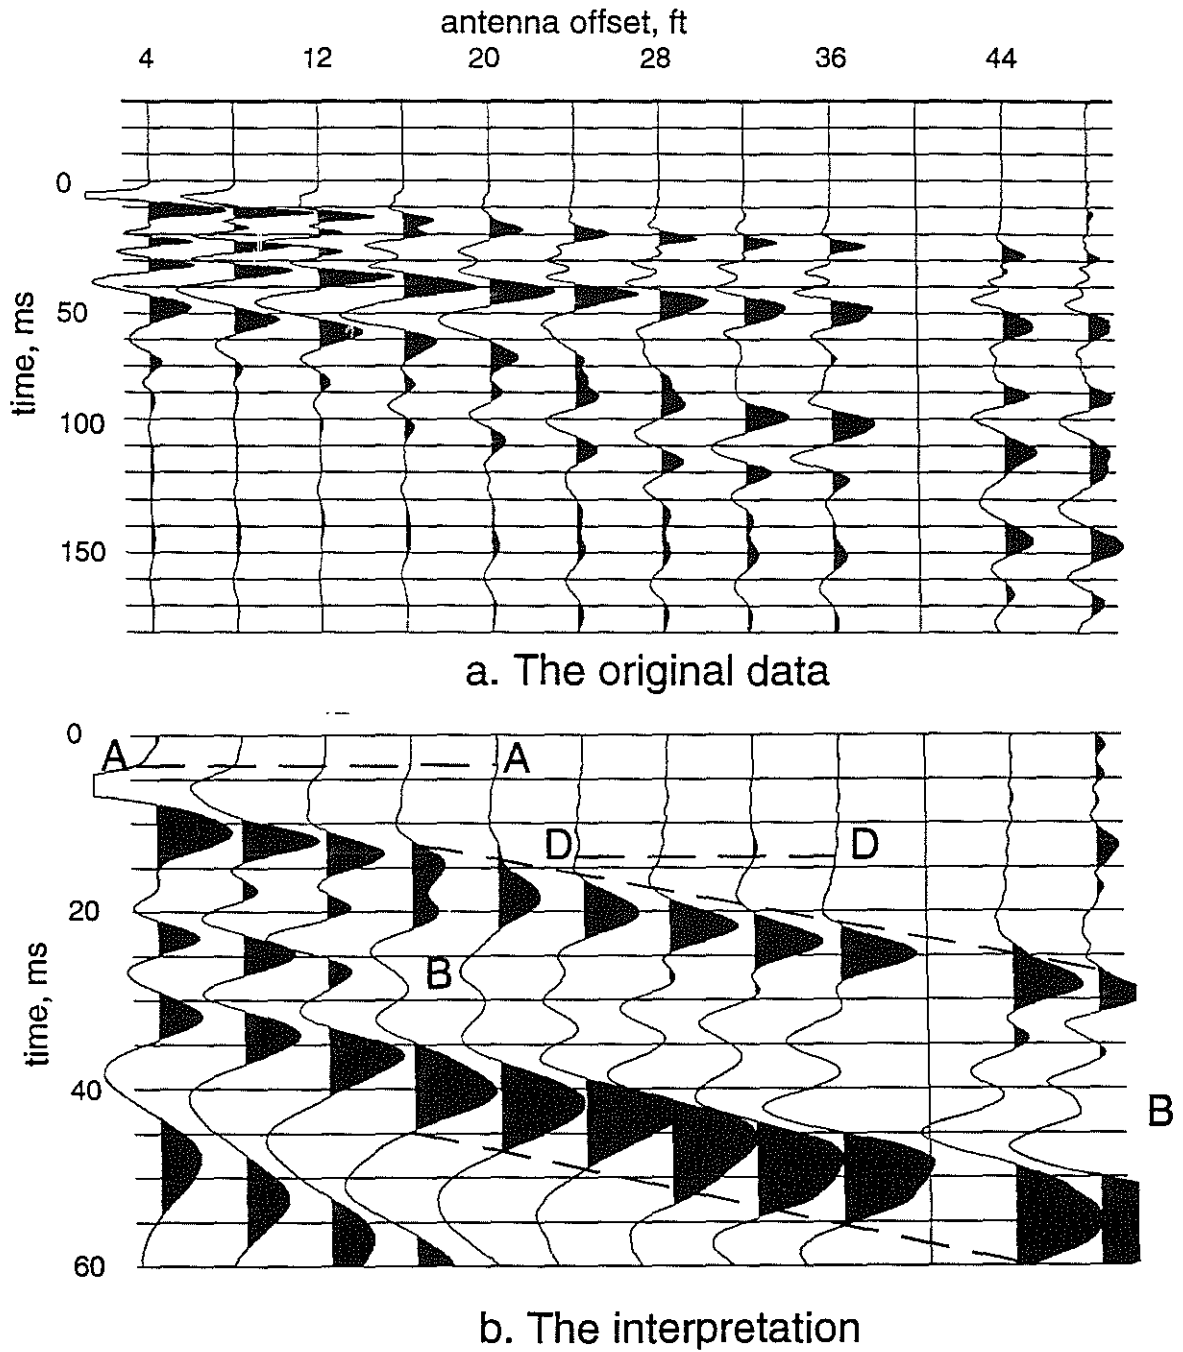 antenna offset, ft
4 12 20 28 36 44
0
50
100
150
time, ms
a. The original data
0
A A
D D
20
B
40
B
60
time, ms
b. The interpretation